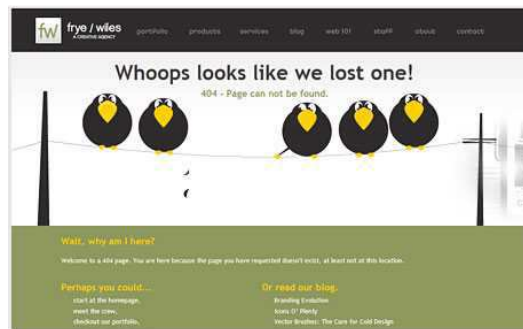 fw frye / wiles
A CREATIVE AGENCY
portfolio products services blog web 101 staff about contact
Whoops looks like we lost one!
404 - Page can not be found.
Wait, why am I here?
Welcome to a 404 page. You are here because the page you have requested doesn't exist, at least not at this location.
Perhaps you could...
start at the homepage,
meet the crew,
checkout our portfolio,
Or read our blog.
Branding Evolution
Icons O' Plenty
Vector Brushes: The Cure for Cold Design